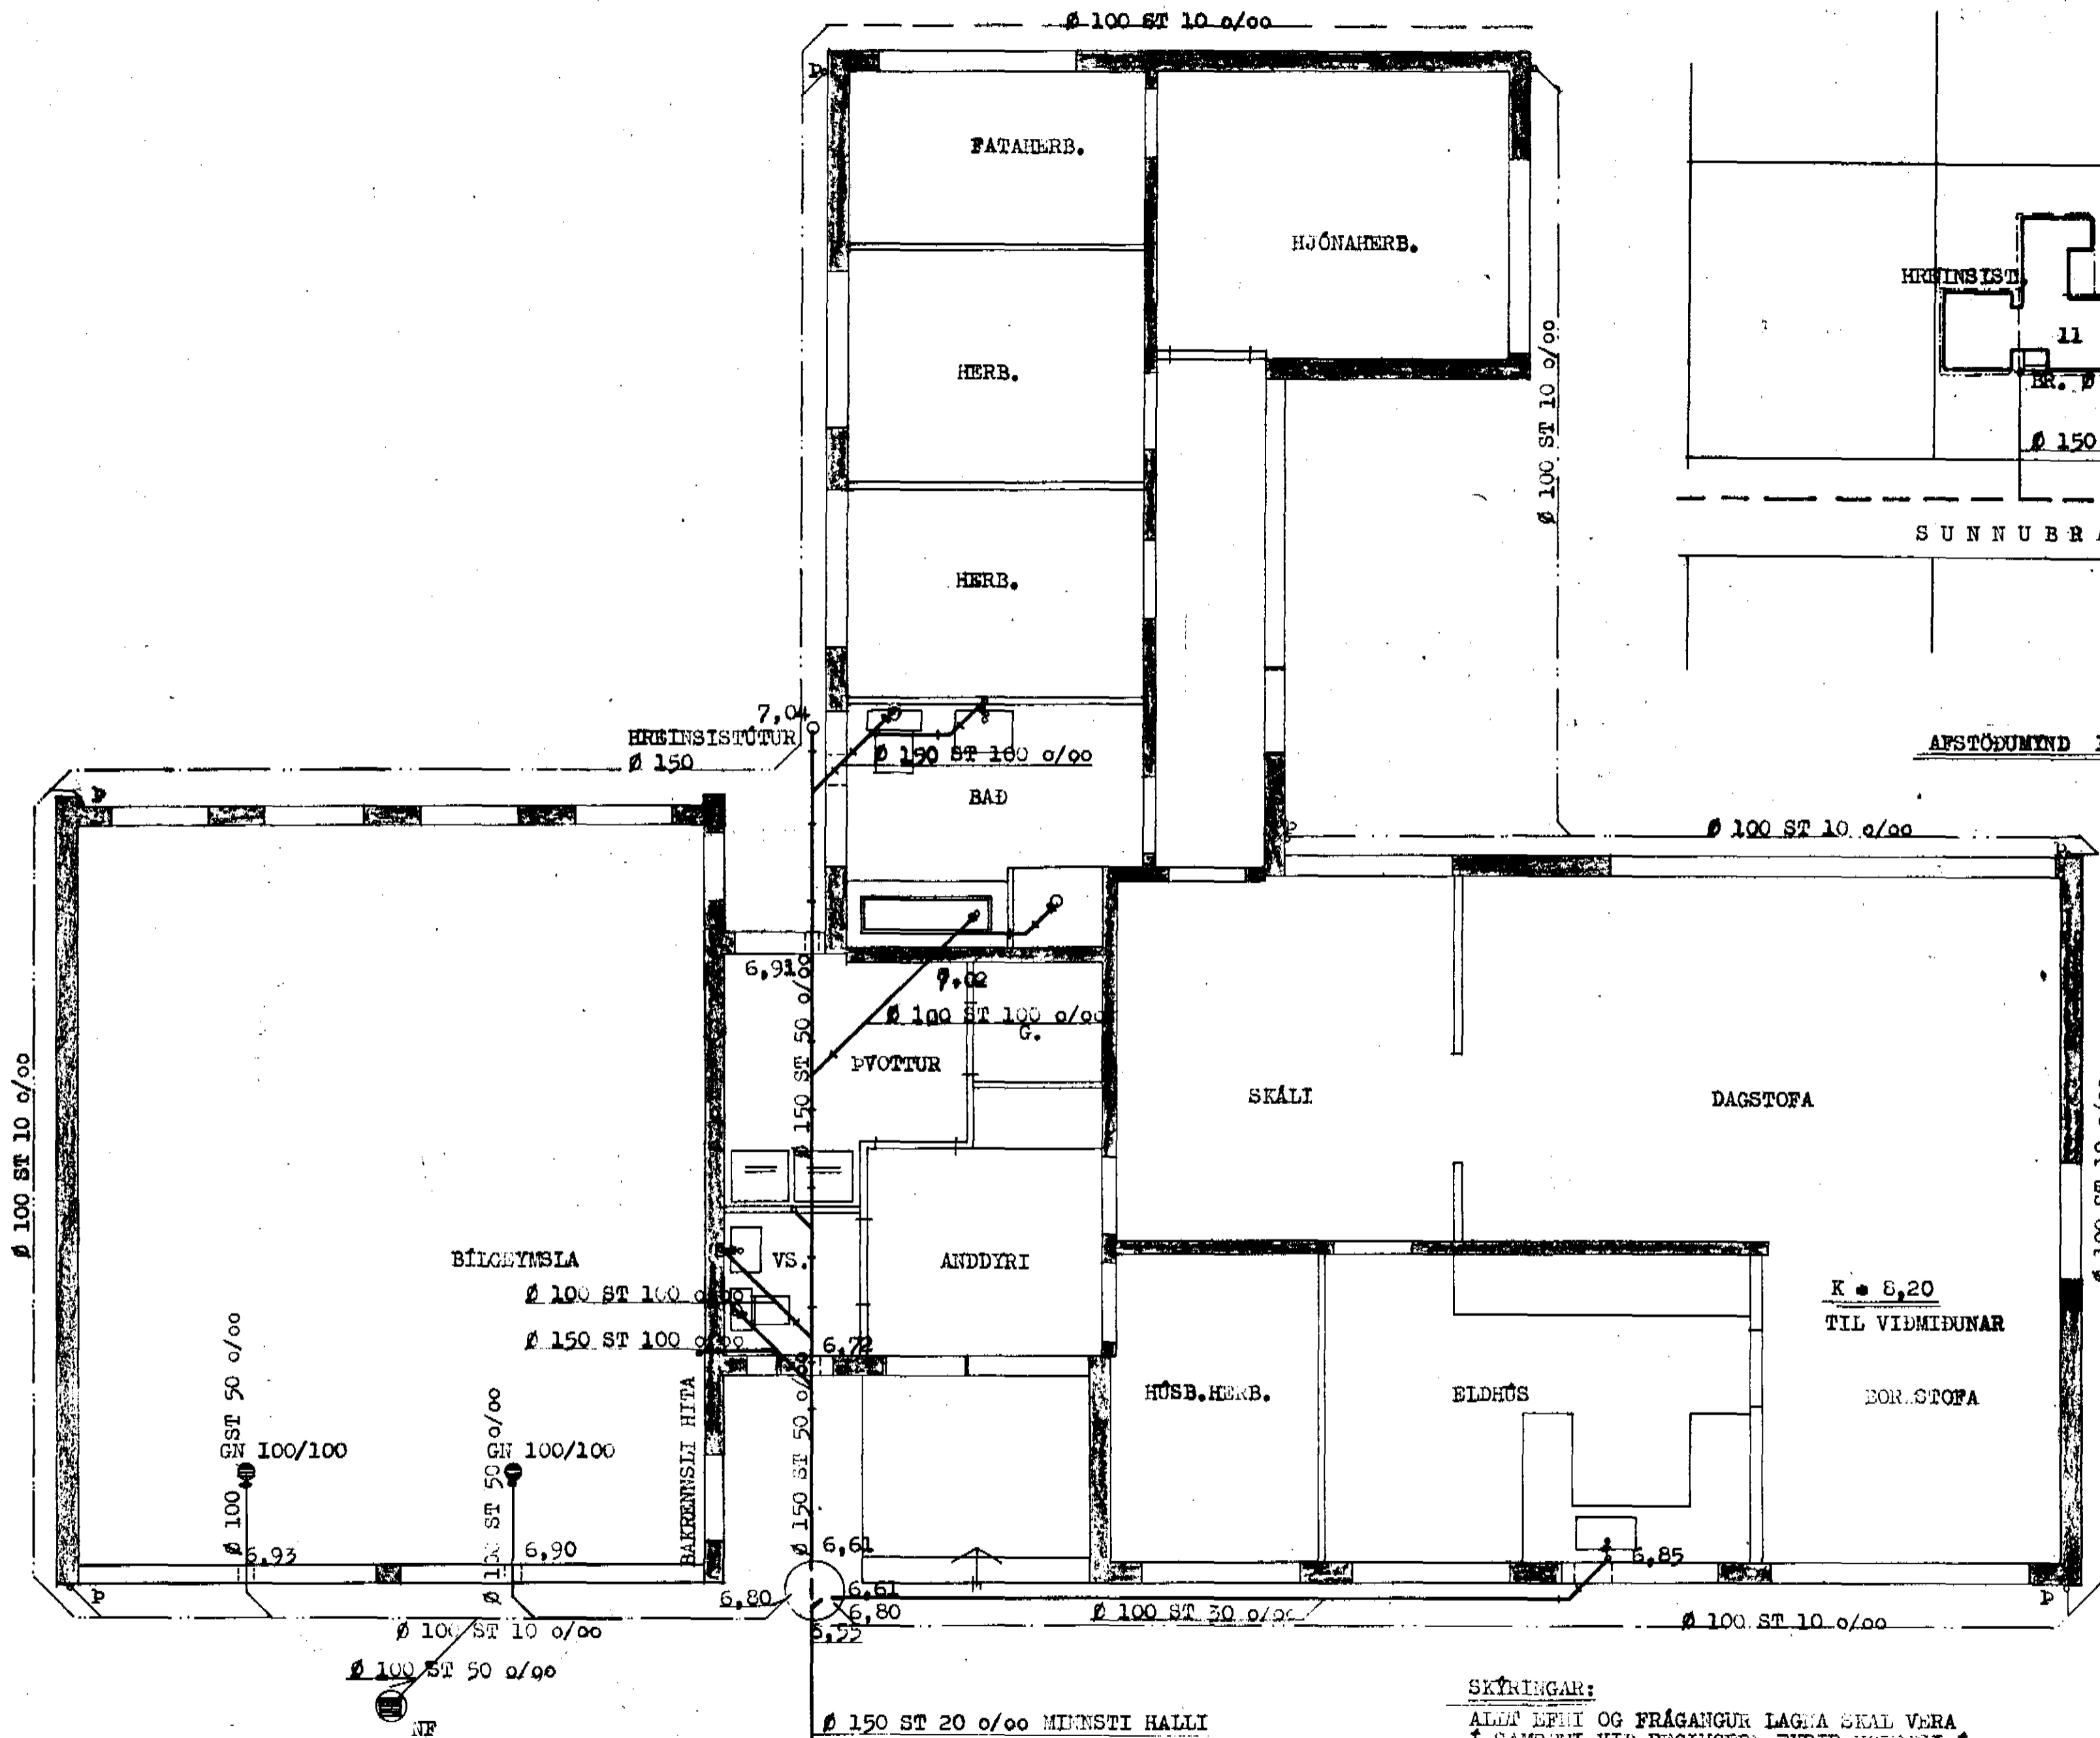 Ø 100 ST 10 o/oo
Þ
FATAHERB.
HJÓNAHERB.
HREINSIST.
11
BR. Ø
Ø 150
HERB.
Ø 100 ST 10 o/oo
SUNNUBRA
HERB.
7,04
HREINSISTÚTUR
Ø 150
Ø 150 ST 100 o/oo
AFSTÖÐUMYND
BAÐ
Þ
Ø 100 ST 10 o/oo
Þ
Þ
6,91
7.02
Ø 100 ST 100 o/oo
G.
Ø 150 ST 50 o/oo
ÞVOTTUR
SKÁLI
DAGSTOFA
Ø 100 ST 10 o/oo
Ø 100 ST 10 o/oo
BÍLGEYMSLA
VS.
ANDDYRI
Ø 100 ST 100 o/oo
K = 8,20
TIL VIÐMIÐUNAR
Ø 150 ST 100 o/oo
6,72
HÚSB.HERB.
ELDHÚS
BORÐSTOFA
BAKRENNSLI HITA
GN 100/100
GN 100/100
Ø 100 ST 50 o/oo
Ø 100 ST 50 o/oo
Ø 150 ST 50 o/oo
6,93
6,90
6,61
6,85
6,80
6,61
6,80
6,55
Þ
Þ
Ø 100 ST 10 o/oo
Ø 100 ST 30 o/oo
Ø 100 ST 10 o/oo
Ø 100 ST 50 o/oo
NF
Ø 150 ST 20 o/oo MINNSTI HALLI
SKÝRINGAR:
ALLT EFNI OG FRÁGANGUR LAGNA SKAL VERA